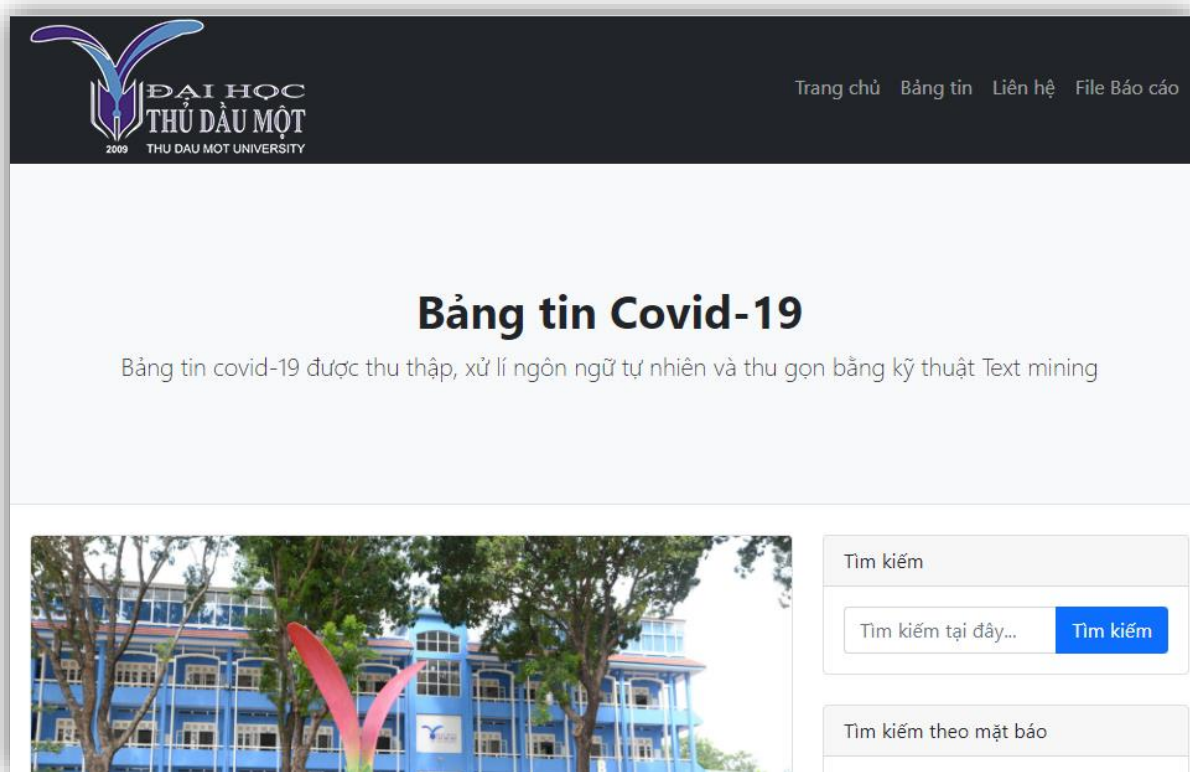 ĐẠI HỌC
THỦ DẦU MỘT
2009 THU DAU MOT UNIVERSITY
Trang chủ Bảng tin Liên hệ File Báo cáo
Bảng tin Covid-19
Bảng tin covid-19 được thu thập, xử lí ngôn ngữ tự nhiên và thu gọn bằng kỹ thuật Text mining
Tìm kiếm
Tìm kiếm tại đây... Tìm kiếm
Tìm kiếm theo mặt báo